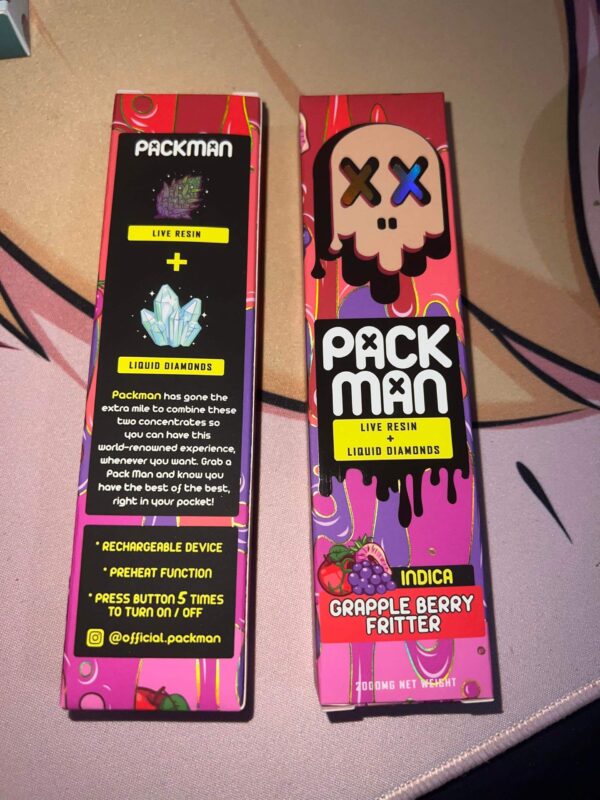 PACKMAN
LIVE RESIN
+
LIQUID DIAMONDS
Packman has gone the
extra mile to combine these
two concentrates so
you can have this
world-renowned experience,
whenever you want. Grab a
Pack Man and know you
have the best of the best,
right in your pocket!
* RECHARGEABLE DEVICE
* PREHEAT FUNCTION
* PRESS BUTTON 5 TIMES
TO TURN ON / OFF
@official.packman
X X
PACK
MAN
LIVE RESIN
+
LIQUID DIAMONDS
INDICA
GRAPPLE BERRY
FRITTER
2000MG NET WEIGHT